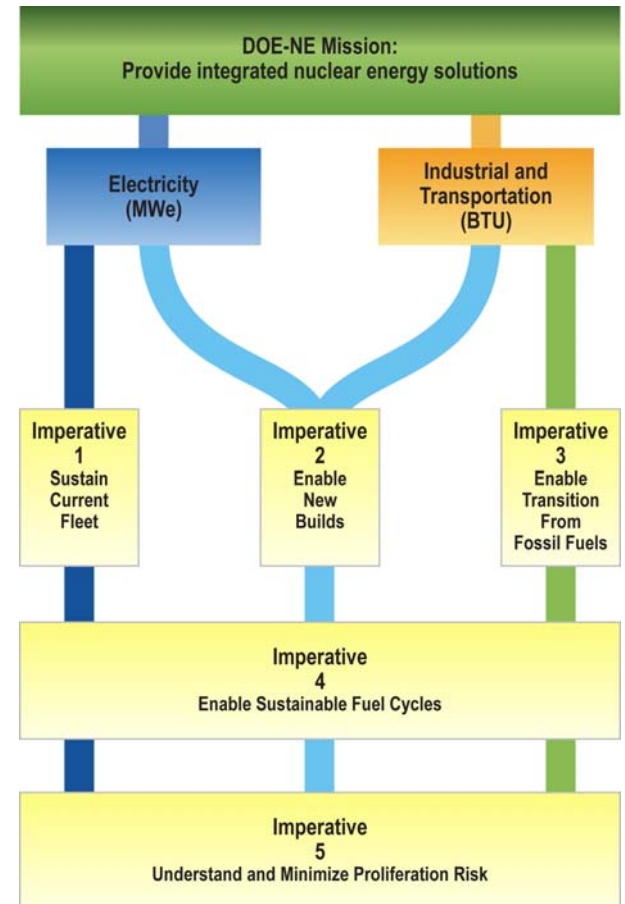 DOE-NE Mission:
Provide integrated nuclear energy solutions
Electricity
(MWe)
Industrial and
Transportation
(BTU)
Imperative
1
Sustain
Current
Fleet
Imperative
2
Enable
New
Builds
Imperative
3
Enable
Transition
From
Fossil Fuels
Imperative
4
Enable Sustainable Fuel Cycles
Imperative
5
Understand and Minimize Proliferation Risk